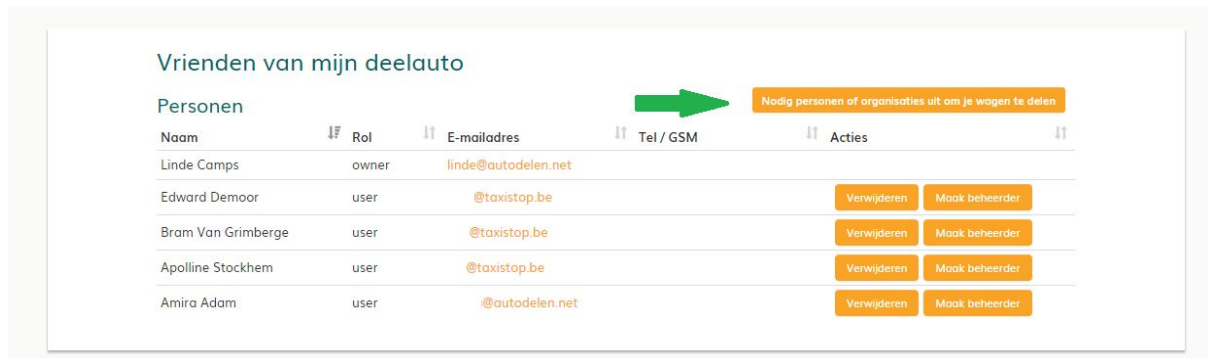 Vrienden van mijn deelauto
Personen
Nodig personen of organisaties uit om je wagen te delen
Naam Rol E-mailadres Tel / GSM Acties
Linde Camps owner linde@autodelen.net
Edward Demoor user @taxistop.be Verwijderen Maak beheerder
Bram Van Grimberge user @taxistop.be Verwijderen Maak beheerder
Apolline Stockhem user @taxistop.be Verwijderen Maak beheerder
Amira Adam user @autodelen.net Verwijderen Maak beheerder